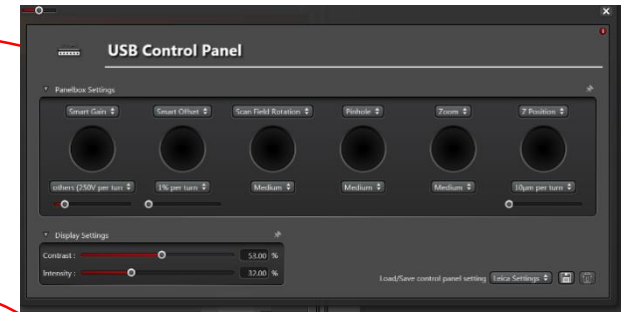 USB Control Panel
Panelbox Settings
Smart Gain Smart Offset Scan Field Rotation Pinhole Zoom Z Position
others (250V per turn 1% per turn Medium Medium Medium 10µm per turn
Display Settings
Contrast: 53.00 %
Intensity: 32.00 %
Load/Save control panel setting Leica Settings